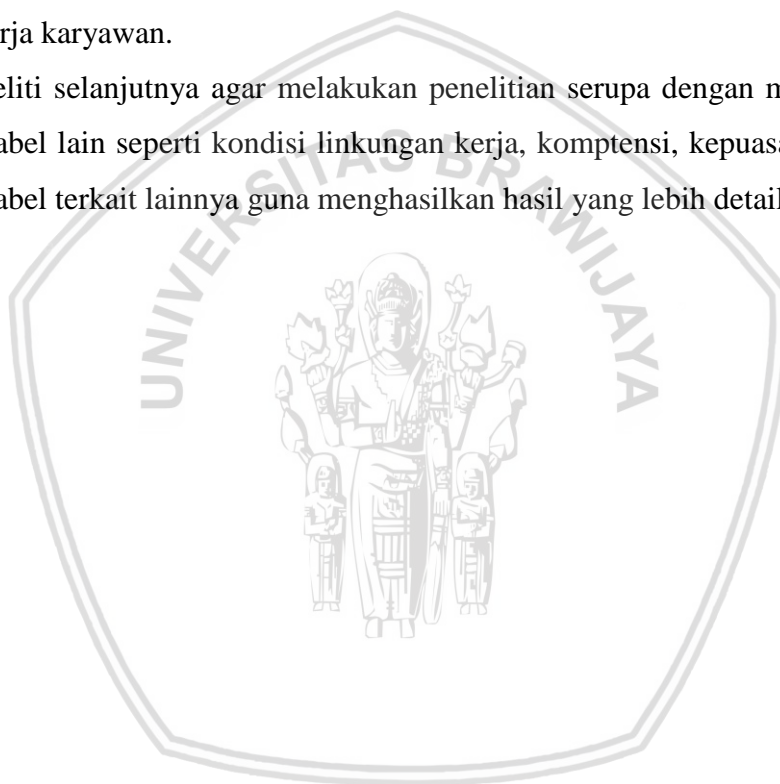 rja karyawan.
eliti selanjutnya agar melakukan penelitian serupa dengan m
abel lain seperti kondisi linkungan kerja, komptensi, kepuasa
abel terkait lainnya guna menghasilkan hasil yang lebih detail
UNIVERSITAS BRAWIJAYA